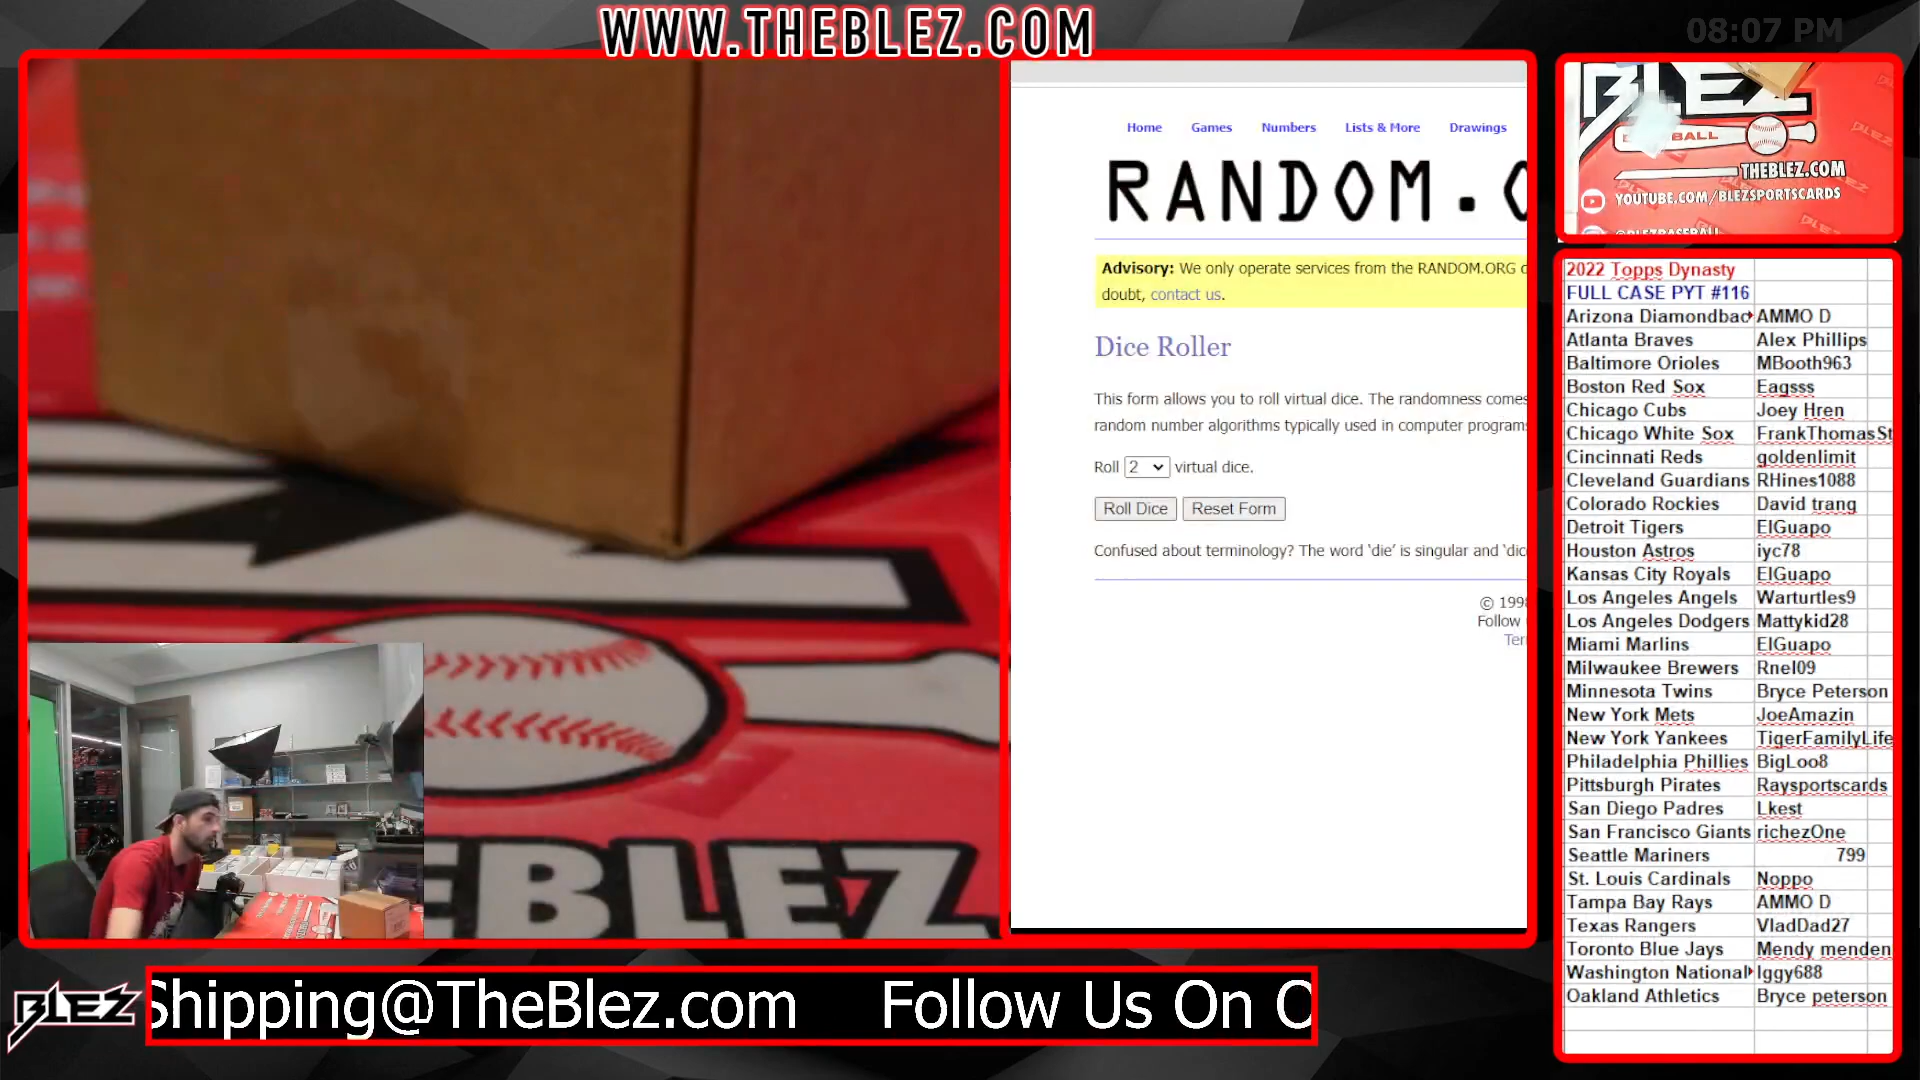 WWW.THEBLEZ.COM
08:07 PM
Home Games Numbers Lists & More Drawings
RANDOM.O
Advisory: We only operate services from the RANDOM.ORG
doubt, contact us.
Dice Roller
This form allows you to roll virtual dice. The randomness comes
random number algorithms typically used in computer programs
Roll 2 virtual dice.
Roll Dice Reset Form
Confused about terminology? The word 'die' is singular and 'dice
© 1998
Follow
BLEZ
THEBLEZ.COM
YOUTUBE.COM/BLEZSPORTSCARDS
@BLEZBASEBALL
2022 Topps Dynasty
FULL CASE PYT #116
Arizona Diamondbac AMMO D
Atlanta Braves Alex Phillips
Baltimore Orioles MBooth963
Boston Red Sox Eagsss
Chicago Cubs Joey Hren
Chicago White Sox FrankThomasSt
Cincinnati Reds goldenlimit
Cleveland Guardians RHines1088
Colorado Rockies David trang
Detroit Tigers ElGuapo
Houston Astros iyc78
Kansas City Royals ElGuapo
Los Angeles Angels Warturtles9
Los Angeles Dodgers Mattykid28
Miami Marlins ElGuapo
Milwaukee Brewers Rnel09
Minnesota Twins Bryce Peterson
New York Mets JoeAmazin
New York Yankees TigerFamilyLife
Philadelphia Phillies BigLoo8
Pittsburgh Pirates Raysportscards
San Diego Padres Lkest
San Francisco Giants richezOne
Seattle Mariners 799
St. Louis Cardinals Noppo
Tampa Bay Rays AMMO D
Texas Rangers VladDad27
Toronto Blue Jays Mendy menden
Washington National Iggy688
Oakland Athletics Bryce peterson
EBLEZ
BLEZ
Shipping@TheBlez.com Follow Us On